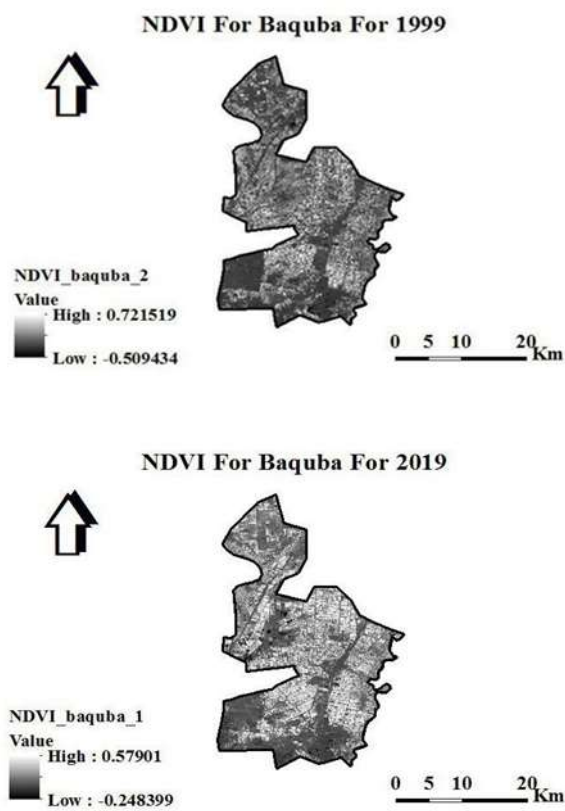 NDVI For Baquba For 1999
NDVI_baquba_2
Value
High : 0.721519
Low : -0.509434
0 5 10 20
Km
NDVI For Baquba For 2019
NDVI_baquba_1
Value
High : 0.57901
Low : -0.248399
0 5 10 20
Km